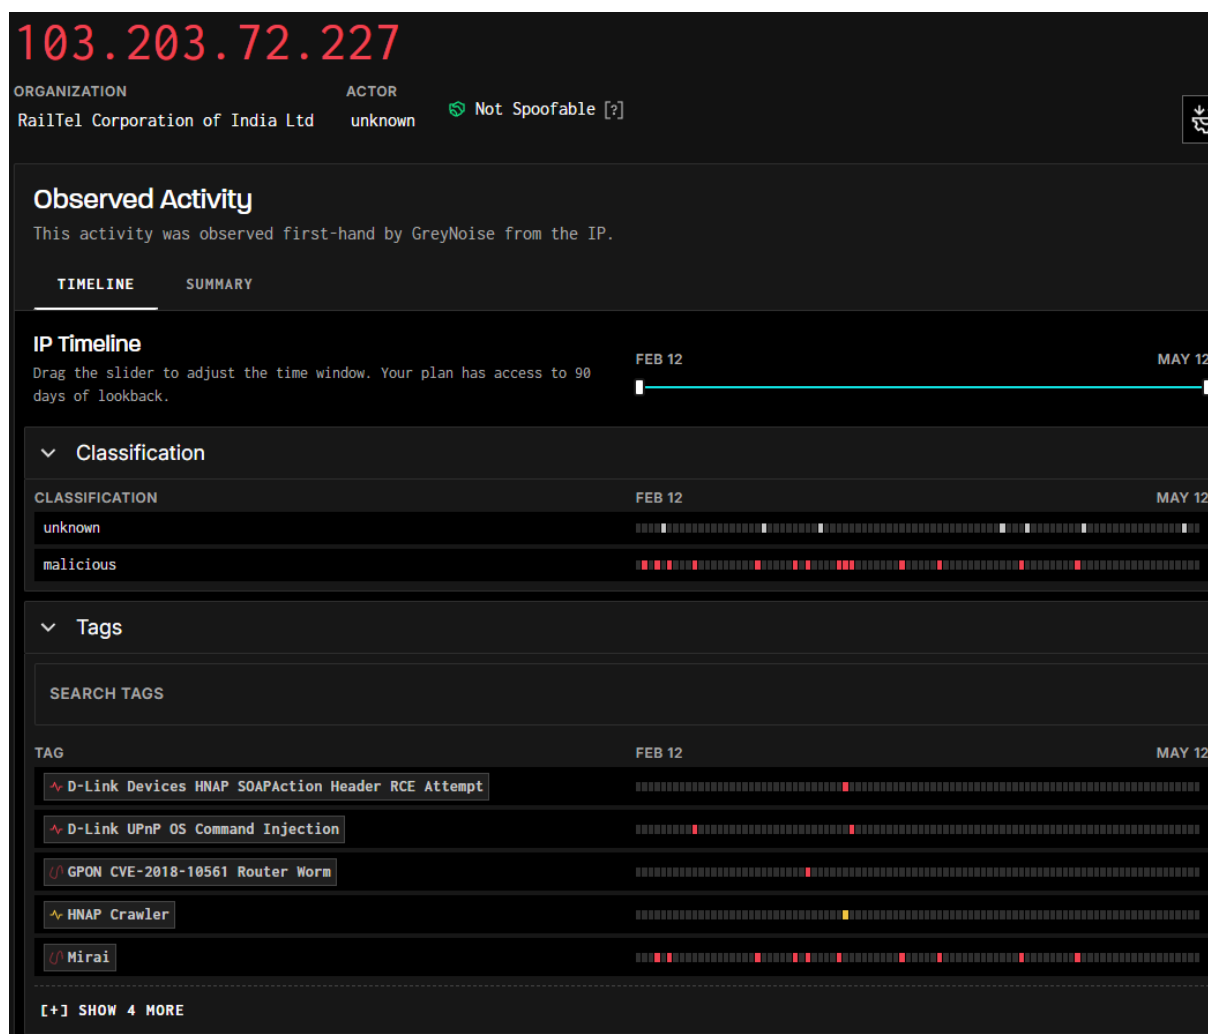 103.203.72.227
ORGANIZATION ACTOR
RailTel Corporation of India Ltd unknown Not Spoofable [?]
Observed Activity
This activity was observed first-hand by GreyNoise from the IP.
TIMELINE SUMMARY
IP Timeline
FEB 12 MAY 12
Drag the slider to adjust the time window. Your plan has access to 90
days of lookback.
Classification
CLASSIFICATION FEB 12 MAY 12
unknown
malicious
Tags
SEARCH TAGS
TAG FEB 12 MAY 12
D-Link Devices HNAP SOAPAction Header RCE Attempt
D-Link UPnP OS Command Injection
GPON CVE-2018-10561 Router Worm
HNAP Crawler
Mirai
[+] SHOW 4 MORE